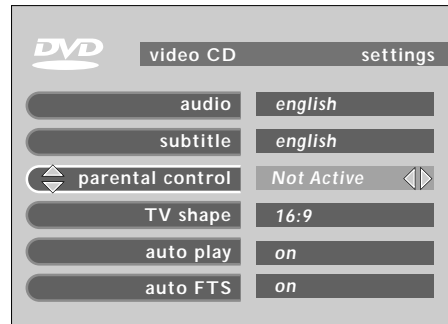 DVD
video CD settings
audio english
subtitle english
parental control Not Active
TV shape 16:9
auto play on
auto FTS on